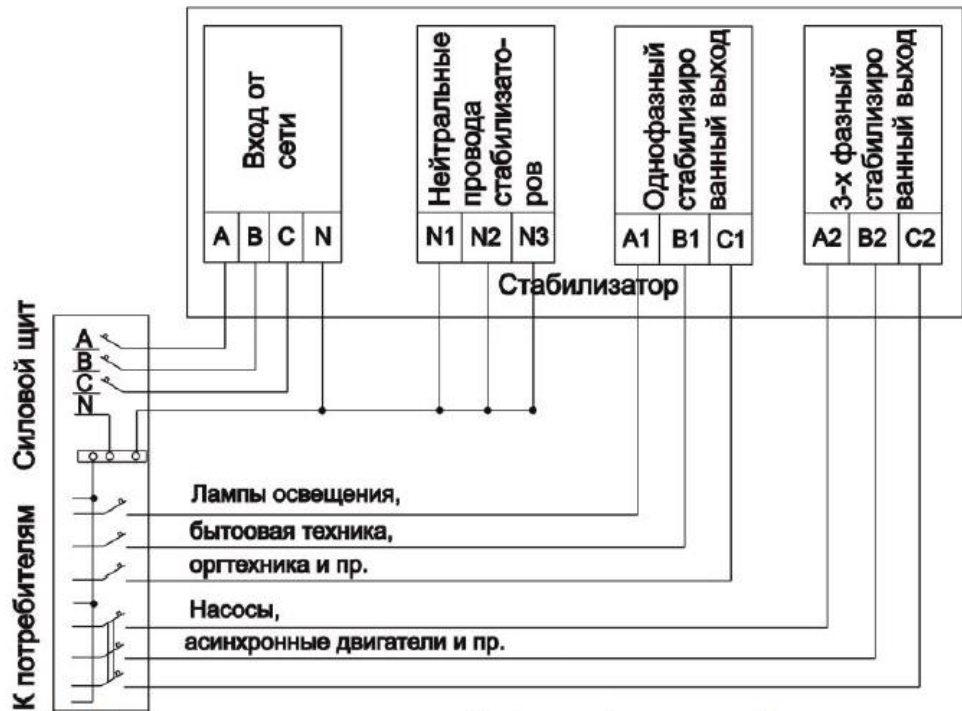 Вход от
сети
A B C N
Нейтральные
провода
стабилизато-
ров
N1 N2 N3
Однофазный
стабилизиро
ванный выход
A1 B1 C1
3-х фазный
стабилизиро
ванный выход
A2 B2 C2
Стабилизатор
Силовой щит
A
B
C
N
К потребителям
Лампы освещения,
бытоовая техника,
оргтехника и пр.
Насосы,
асинхронные двигатели и пр.